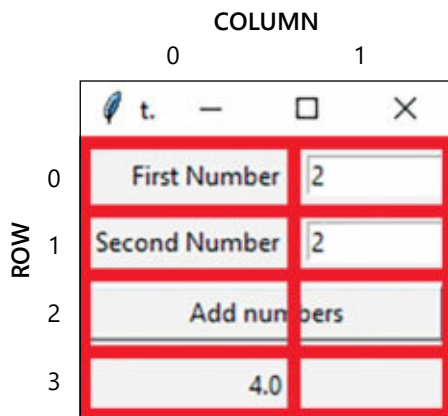 COLUMN
0 1
t.
0 First Number 2
ROW
1 Second Number 2
2 Add numbers
3 4.0